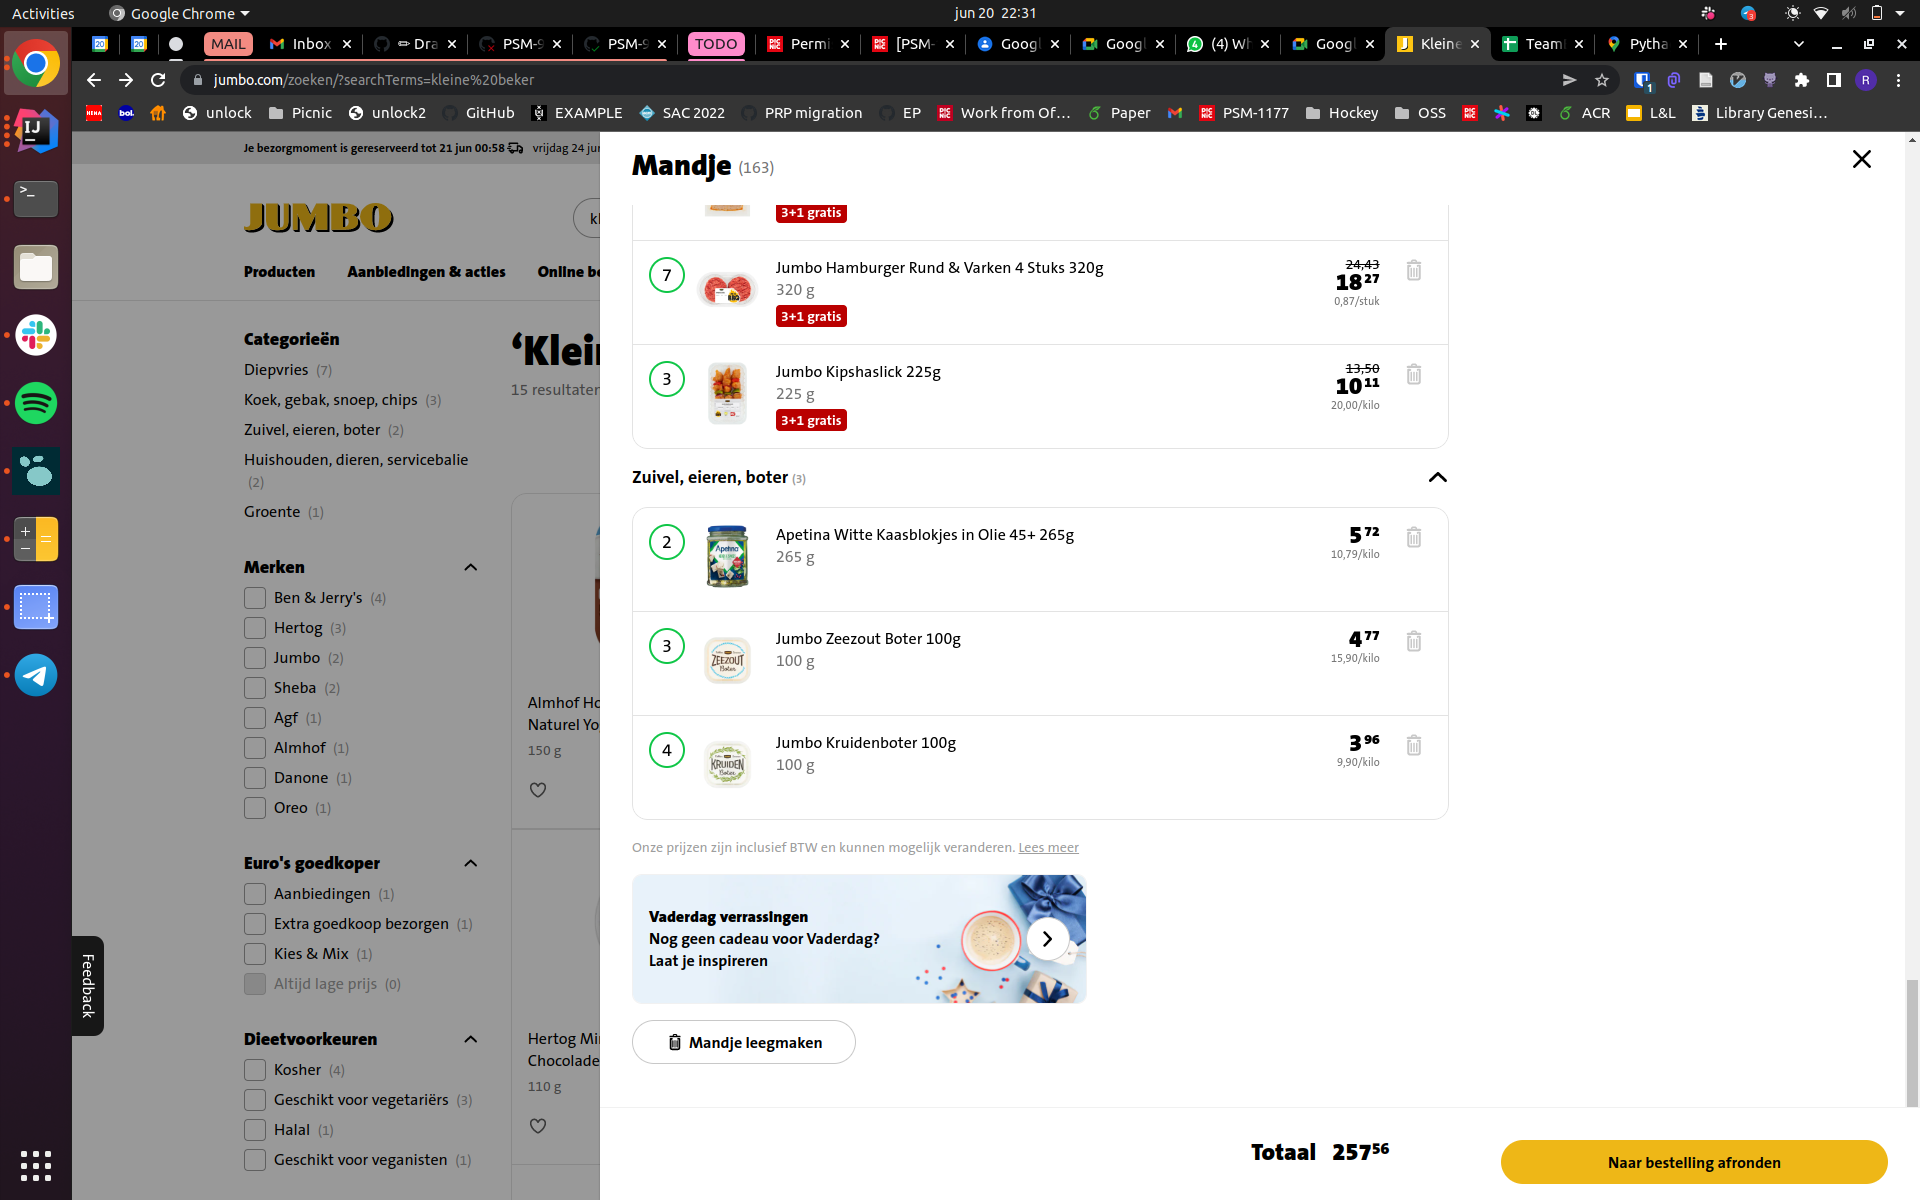 Activities
Google Chrome
jun 20 22:31
MAIL
Inbox
Dra
PSM-9
PSM-9
TODO
Permi
[PSM-
Googl
Googl
(4) Wh
Googl
Kleine
Team
Pytha
jumbo.com/zoeken/?searchTerms=kleine%20beker
unlock
Picnic
unlock2
GitHub
EXAMPLE
SAC 2022
PRP migration
EP
Work from Of...
Paper
PSM-1177
Hockey
OSS
ACR
L&L
Library Genesi...
Je bezorgmoment is gereserveerd tot 21 jun 00:58
vrijdag 24 jun
JUMBO
Producten
Aanbiedingen & acties
Online be
Categorieën
Diepvries (7)
Koek, gebak, snoep, chips (3)
Zuivel, eieren, boter (2)
Huishouden, dieren, servicebalie
(2)
Groente (1)
Merken
Ben & Jerry's (4)
Hertog (3)
Jumbo (2)
Sheba (2)
Agf (1)
Almhof (1)
Danone (1)
Oreo (1)
Euro's goedkoper
Aanbiedingen (1)
Extra goedkoop bezorgen (1)
Kies & Mix (1)
Altijd lage prijs (0)
Dieetvoorkeuren
Kosher (4)
Geschikt voor vegetariërs (3)
Halal (1)
Geschikt voor veganisten (1)
Feedback
‘Klei
15 resultaten
Almhof Ho
Naturel Yo
150 g
Hertog Mi
Chocolade
110 g
Mandje (163)
3+1 gratis
7
Jumbo Hamburger Rund & Varken 4 Stuks 320g
320 g
3+1 gratis
24,43
18 27
0,87/stuk
3
Jumbo Kipshaslick 225g
225 g
3+1 gratis
13,50
10 11
20,00/kilo
Zuivel, eieren, boter (3)
2
Apetina
Apetina Witte Kaasblokjes in Olie 45+ 265g
265 g
5 72
10,79/kilo
3
ZEEZOUT
Boter
Jumbo Zeezout Boter 100g
100 g
4 77
15,90/kilo
4
KRUIDEN
Boter
Jumbo Kruidenboter 100g
100 g
3 96
9,90/kilo
Onze prijzen zijn inclusief BTW en kunnen mogelijk veranderen. Lees meer
Vaderdag verrassingen
Nog geen cadeau voor Vaderdag?
Laat je inspireren
Mandje leegmaken
Totaal 257 56
Naar bestelling afronden